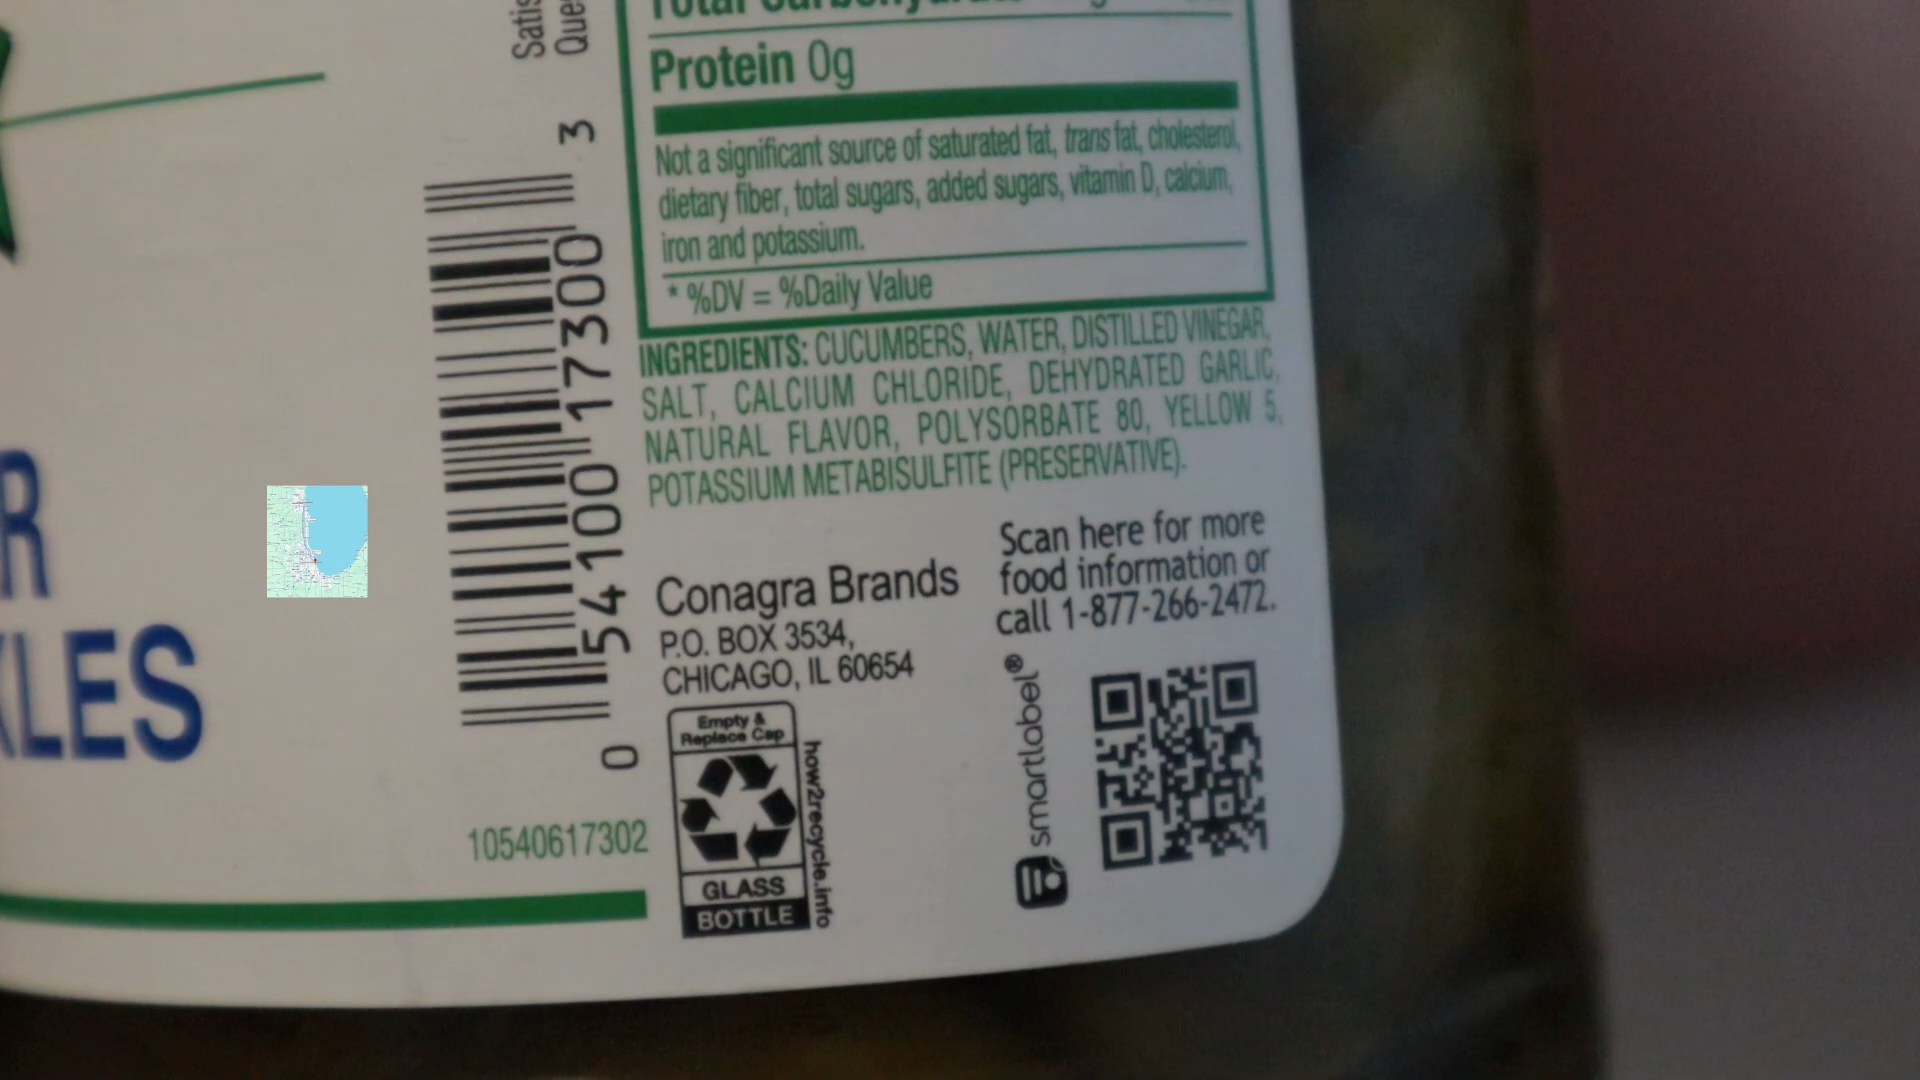 R
KLES
Satis
Que
3
54100 17300
0
10540617302
Total Carbohydrate
Protein 0g
Not a significant source of saturated fat, trans fat, cholesterol,
dietary fiber, total sugars, added sugars, vitamin D, calcium,
iron and potassium.
* %DV = %Daily Value
INGREDIENTS: CUCUMBERS, WATER, DISTILLED VINEGAR,
SALT, CALCIUM CHLORIDE, DEHYDRATED GARLIC,
NATURAL FLAVOR, POLYSORBATE 80, YELLOW 5,
POTASSIUM METABISULFITE (PRESERVATIVE).
Conagra Brands
P.O. BOX 3534,
CHICAGO, IL 60654
Empty &
Replace Cap
GLASS
BOTTLE
how2recycle.info
Scan here for more
food information or
call 1-877-266-2472.
smartlabel®